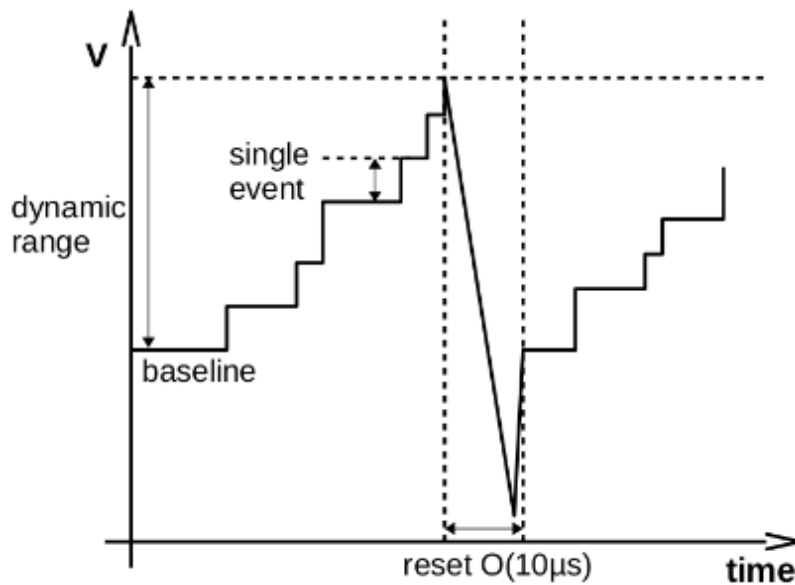 V
single
event
dynamic
range
baseline
reset O(10µs)
time